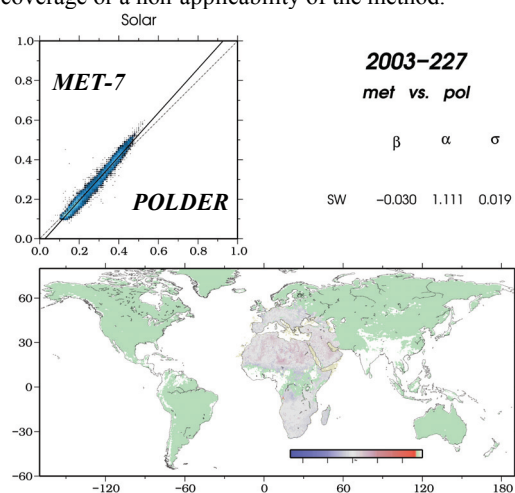 coverage or a non-applicability of the method.
Solar
1.0
0.8
0.6
0.4
0.2
0.0
0.0 0.2 0.4 0.6 0.8 1.0
MET-7
POLDER
2003-227
met vs. pol
β α σ
SW -0.030 1.111 0.019
60
30
0
-30
-60
-120 -60 0 60 120 180